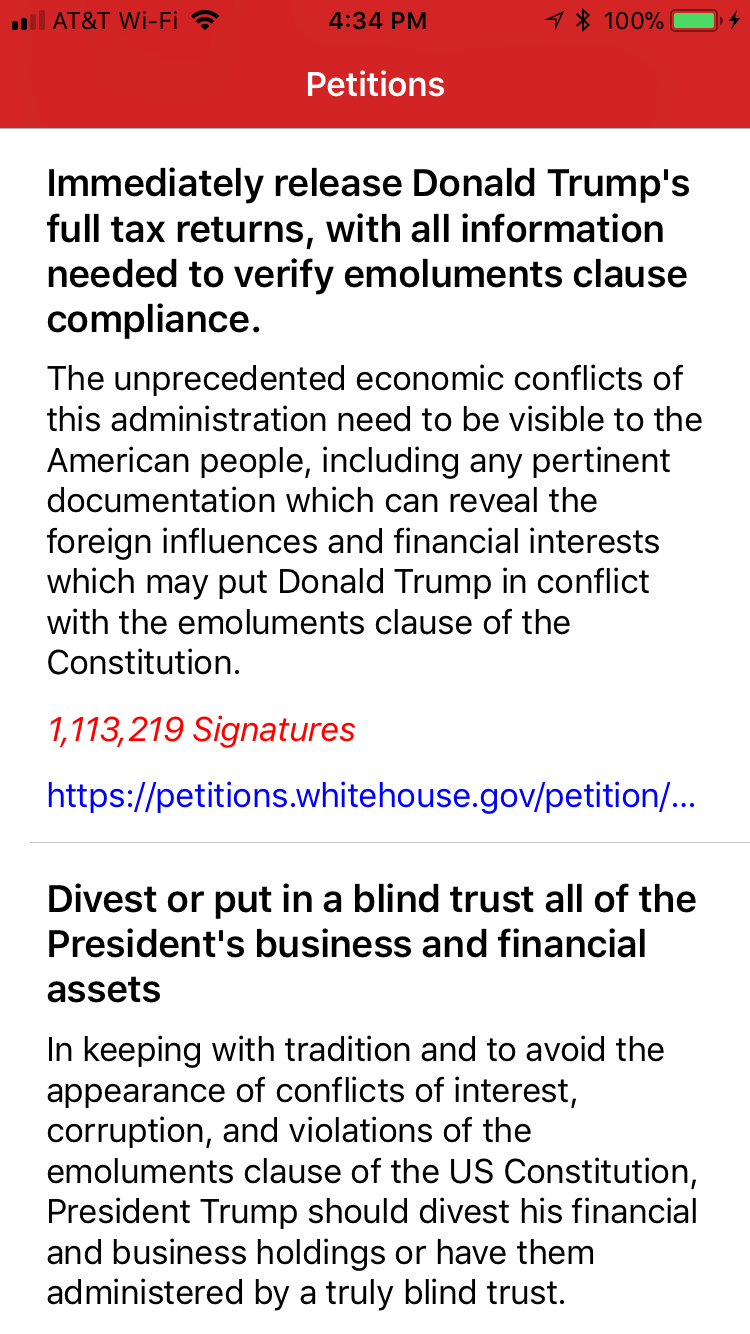 AT&T Wi-Fi 4:34 PM 100%
Petitions
Immediately release Donald Trump's
full tax returns, with all information
needed to verify emoluments clause
compliance.
The unprecedented economic conflicts of
this administration need to be visible to the
American people, including any pertinent
documentation which can reveal the
foreign influences and financial interests
which may put Donald Trump in conflict
with the emoluments clause of the
Constitution.
1,113,219 Signatures
https://petitions.whitehouse.gov/petition/...
Divest or put in a blind trust all of the
President's business and financial
assets
In keeping with tradition and to avoid the
appearance of conflicts of interest,
corruption, and violations of the
emoluments clause of the US Constitution,
President Trump should divest his financial
and business holdings or have them
administered by a truly blind trust.